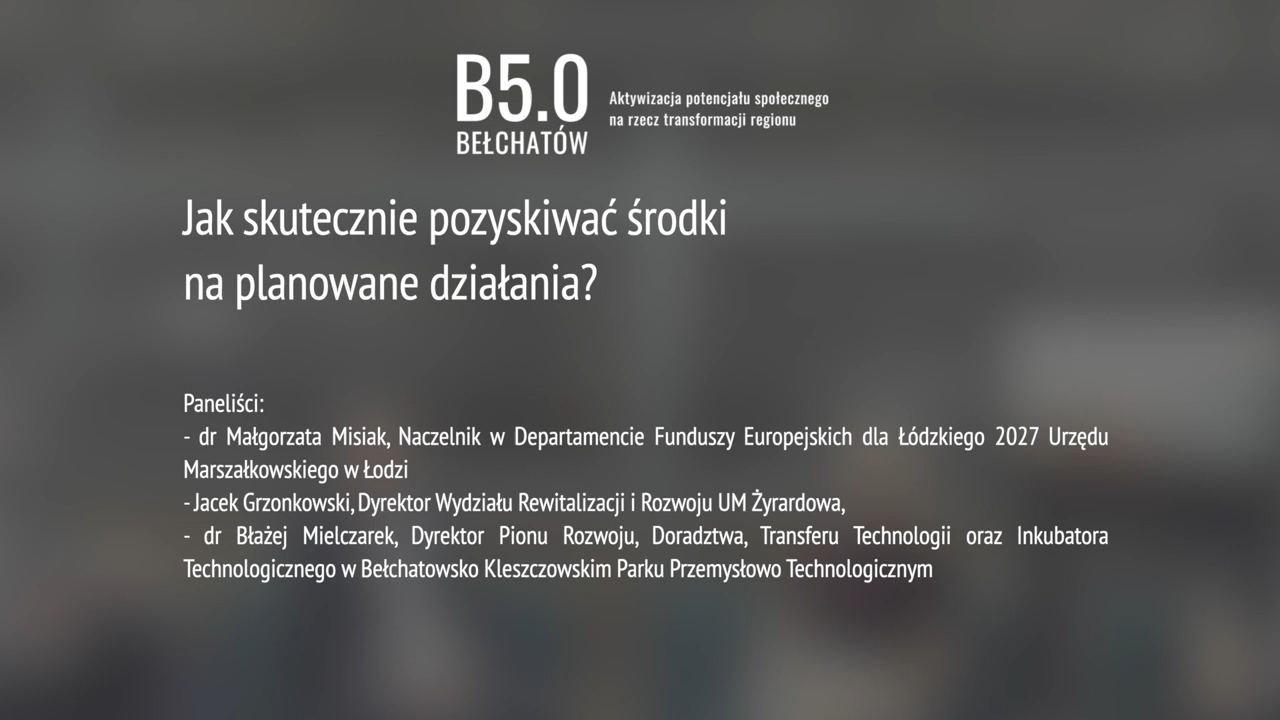 B5.0
BEŁCHATÓW
Aktywizacja potencjału społecznego
na rzecz transformacji regionu
Jak skutecznie pozyskiwać środki
na planowane działania?
Paneliści:
- dr Małgorzata Misiak, Naczelnik w Departamencie Funduszy Europejskich dla Łódzkiego 2027 Urzędu
Marszałkowskiego w Łodzi
- Jacek Grzonkowski, Dyrektor Wydziału Rewitalizacji i Rozwoju UM Żyrardowa,
- dr Błażej Mielczarek, Dyrektor Pionu Rozwoju, Doradztwa, Transferu Technologii oraz Inkubatora
Technologicznego w Bełchatowsko Kleszczowskim Parku Przemysłowo Technologicznym